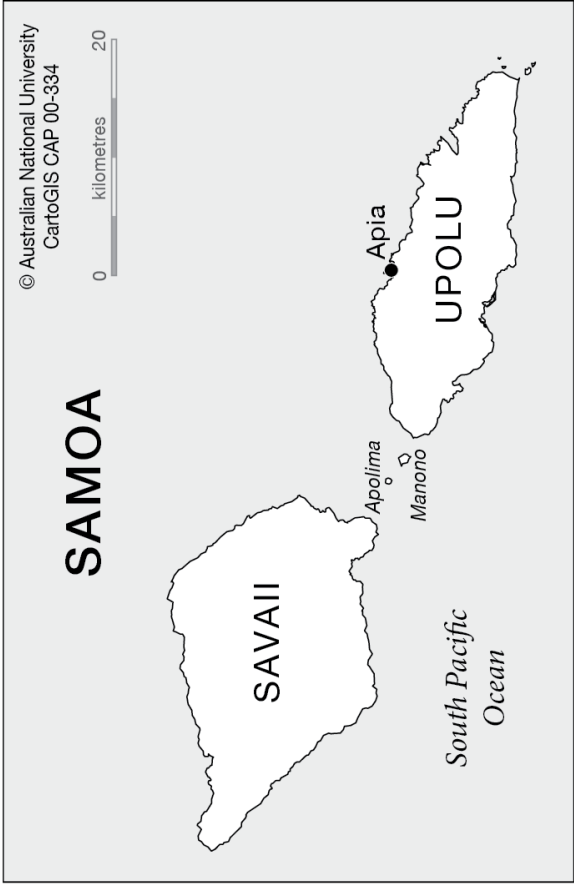 SAMOA
© Australian National University
CartoGIS CAP 00-334
0
20
kilometres
SAVAII
Apolima
Manono
Apia
UPOLU
South Pacific
Ocean